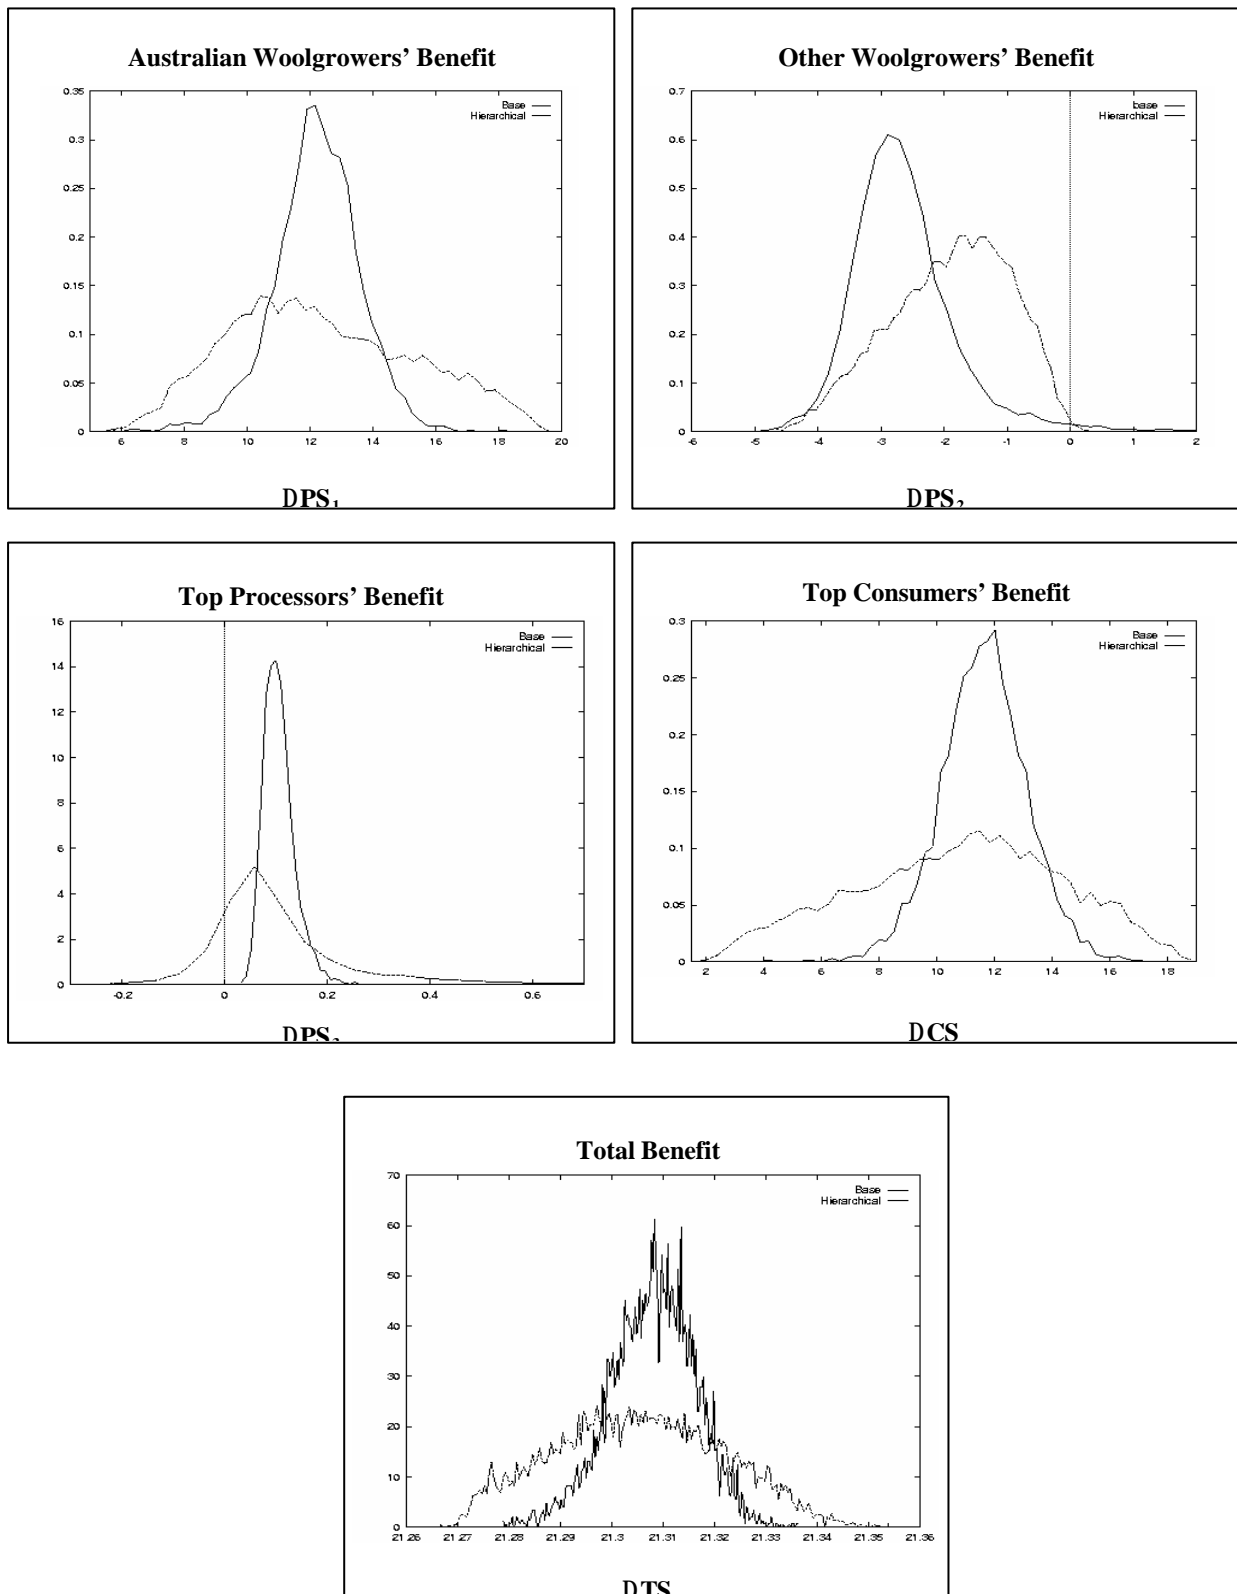 Australian Woolgrowers’ Benefit
0.35
0.3
0.25
0.2
0.15
0.1
0.05
0
6 8 10 12 14 16 18 20
Base
Hierarchical
DPS₁
Other Woolgrowers’ Benefit
0.7
0.6
0.5
0.4
0.3
0.2
0.1
0
-6 -5 -4 -3 -2 -1 0 1 2
base
Hierarchical
DPS₂
Top Processors’ Benefit
16
14
12
10
8
6
4
2
0
-0.2 0 0.2 0.4 0.6
Base
Hierarchical
DPS₃
Top Consumers’ Benefit
0.3
0.25
0.2
0.15
0.1
0.05
0
2 4 6 8 10 12 14 16 18
Base
Hierarchical
DCS
Total Benefit
70
60
50
40
30
20
10
0
21.26 21.27 21.28 21.29 21.3 21.31 21.32 21.33 21.34 21.35 21.36
Base
Hierarchical
DTS